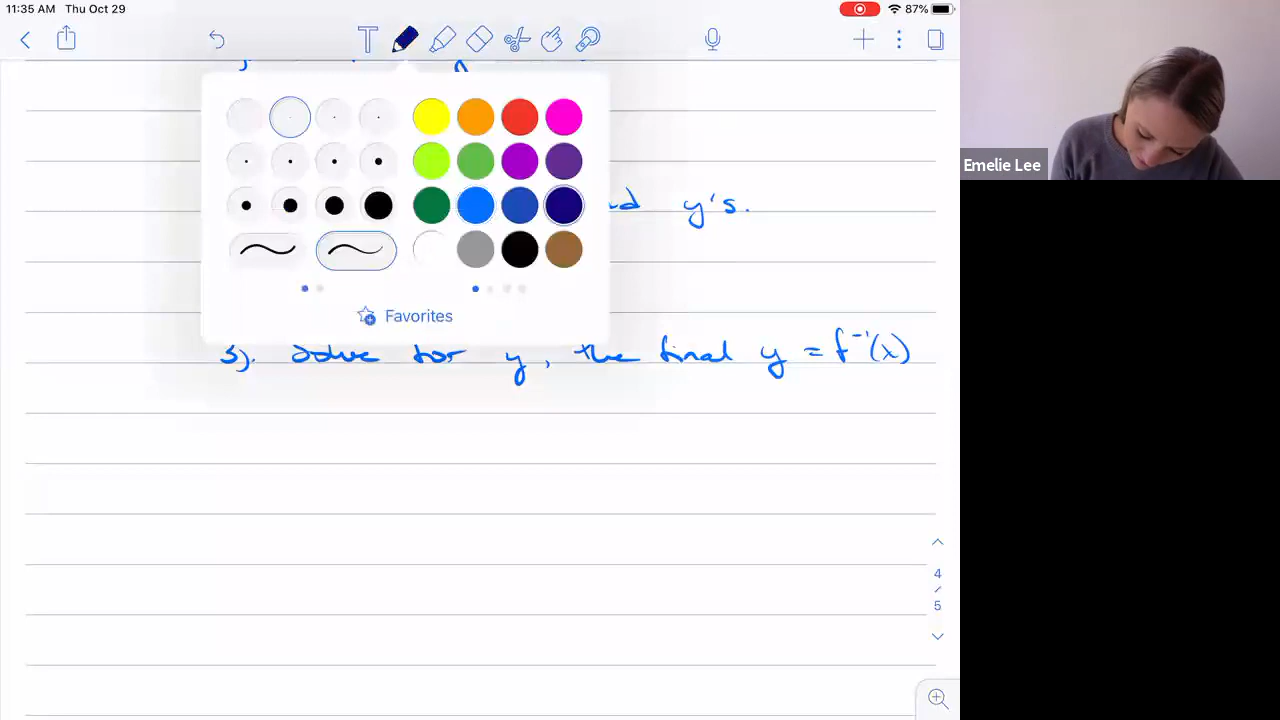 11:35 AM Thu Oct 29
87%
y's.
Favorites
3). Solve for y, the final y = f⁻¹(x)
4
/
5
Emelie Lee